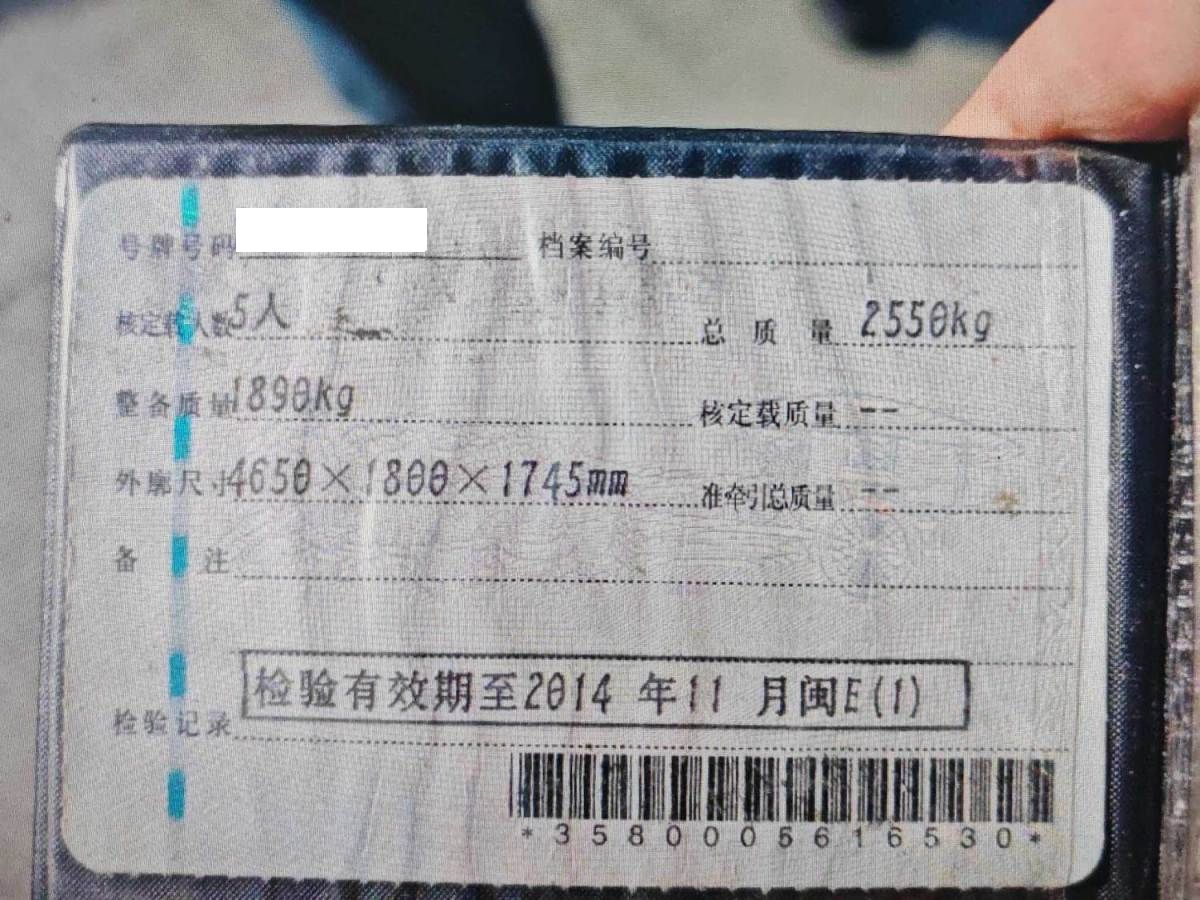 号牌号码 档案编号
核定载人数 5人 总质量 2550kg
整备质量 1890kg 核定载质量 --
外廓尺寸 4650×1800×1745mm 准牵引总质量 --
备注
检验记录 检验有效期至2014 年11 月闽E(1)
*3580005616530*